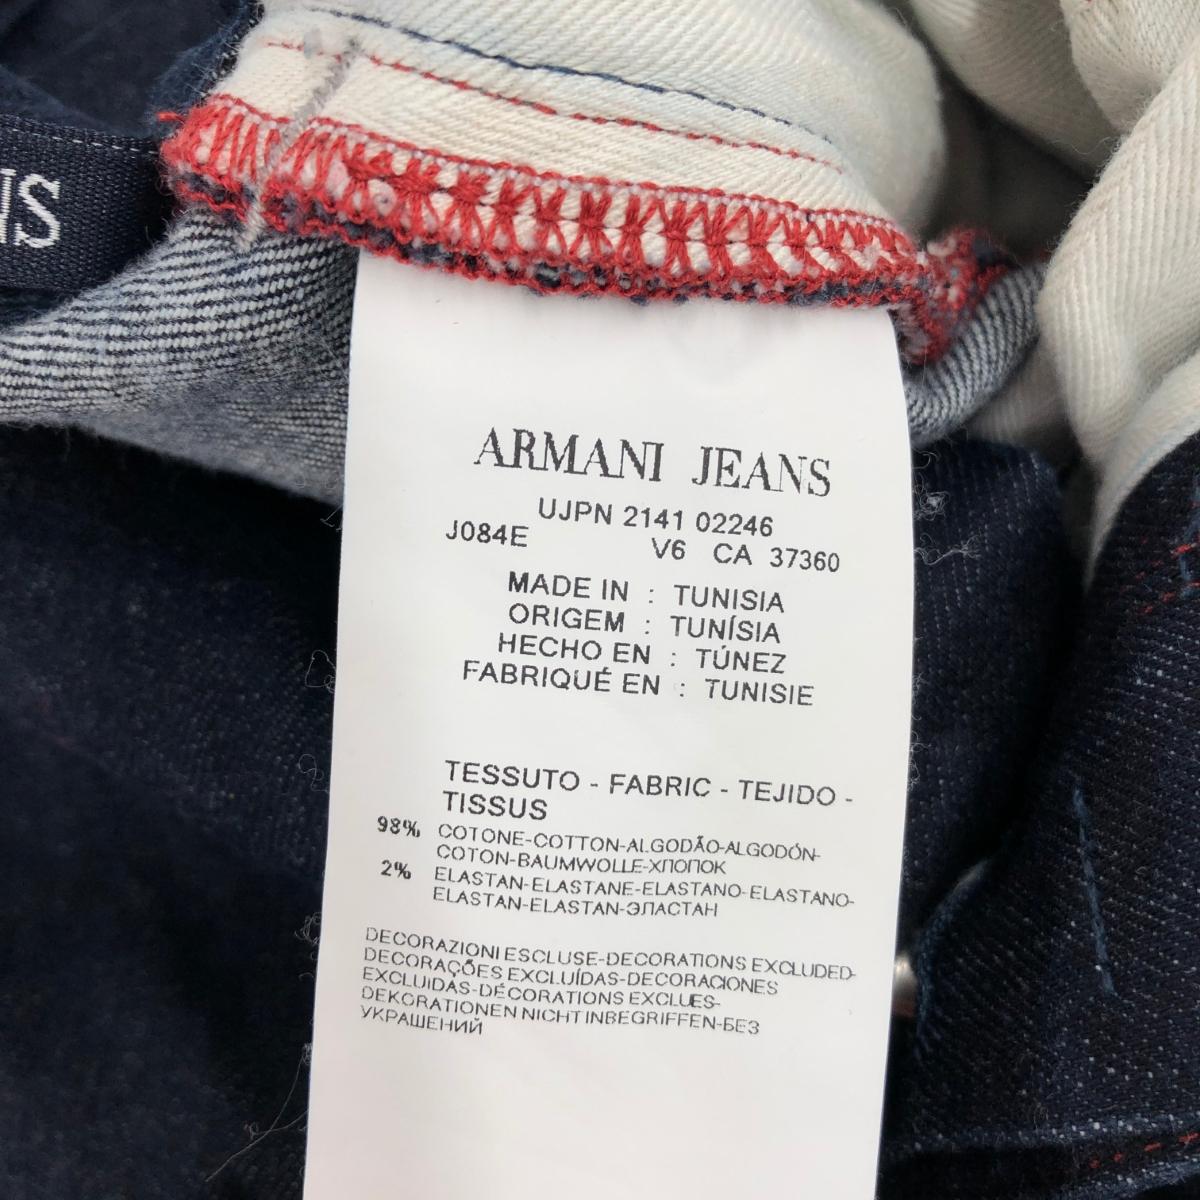 NS
ARMANI JEANS
UJPN 2141 02246
J084E V6 CA 37360
MADE IN : TUNISIA
ORIGEM : TUNÍSIA
HECHO EN : TÚNEZ
FABRIQUÉ EN : TUNISIE
TESSUTO - FABRIC - TEJIDO -
TISSUS
98% COTONE-COTTON-ALGODÃO-ALGODÓN-
COTON-BAUMWOLLE-ХЛОПОК
2% ELASTAN-ELASTANE-ELASTANO-ELASTANO-
ELASTAN-ELASTAN-ЭЛАСТАН
DECORAZIONI ESCLUSE-DECORATIONS EXCLUDED-
DECORAÇÕES EXCLUÍDAS-DECORACIONES
EXCLUIDAS-DÉCORATIONS EXCLUES-
DEKORATIONEN NICHT INBEGRIFFEN-БЕЗ
УКРАШЕНИЙ